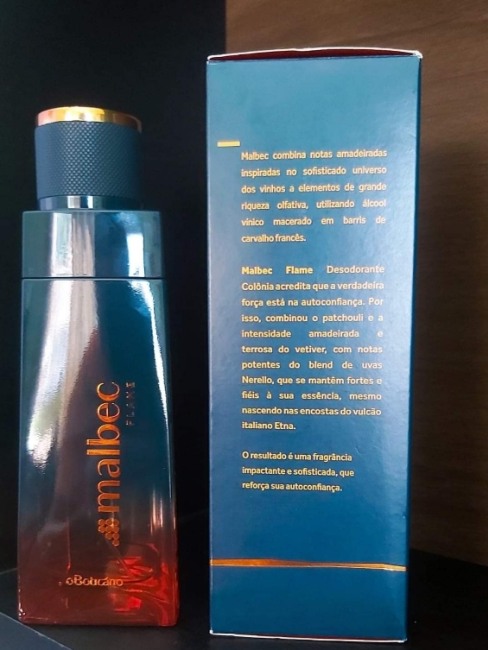 malbec
FLAME
oBoticário
Malbec combina notas amadeiradas
inspiradas no sofisticado universo
dos vinhos a elementos de grande
riqueza olfativa, utilizando álcool
vínico macerado em barris de
carvalho francês.
Malbec Flame Desodorante
Colônia acredita que a verdadeira
força está na autoconfiança. Por
isso, combinou o patchouli e a
intensidade amadeirada e
terrosa do vetiver, com notas
potentes do blend de uvas
Nerello, que se mantêm fortes e
fiéis à sua essência, mesmo
nascendo nas encostas do vulcão
italiano Etna.
O resultado é uma fragrância
impactante e sofisticada, que
reforça sua autoconfiança.